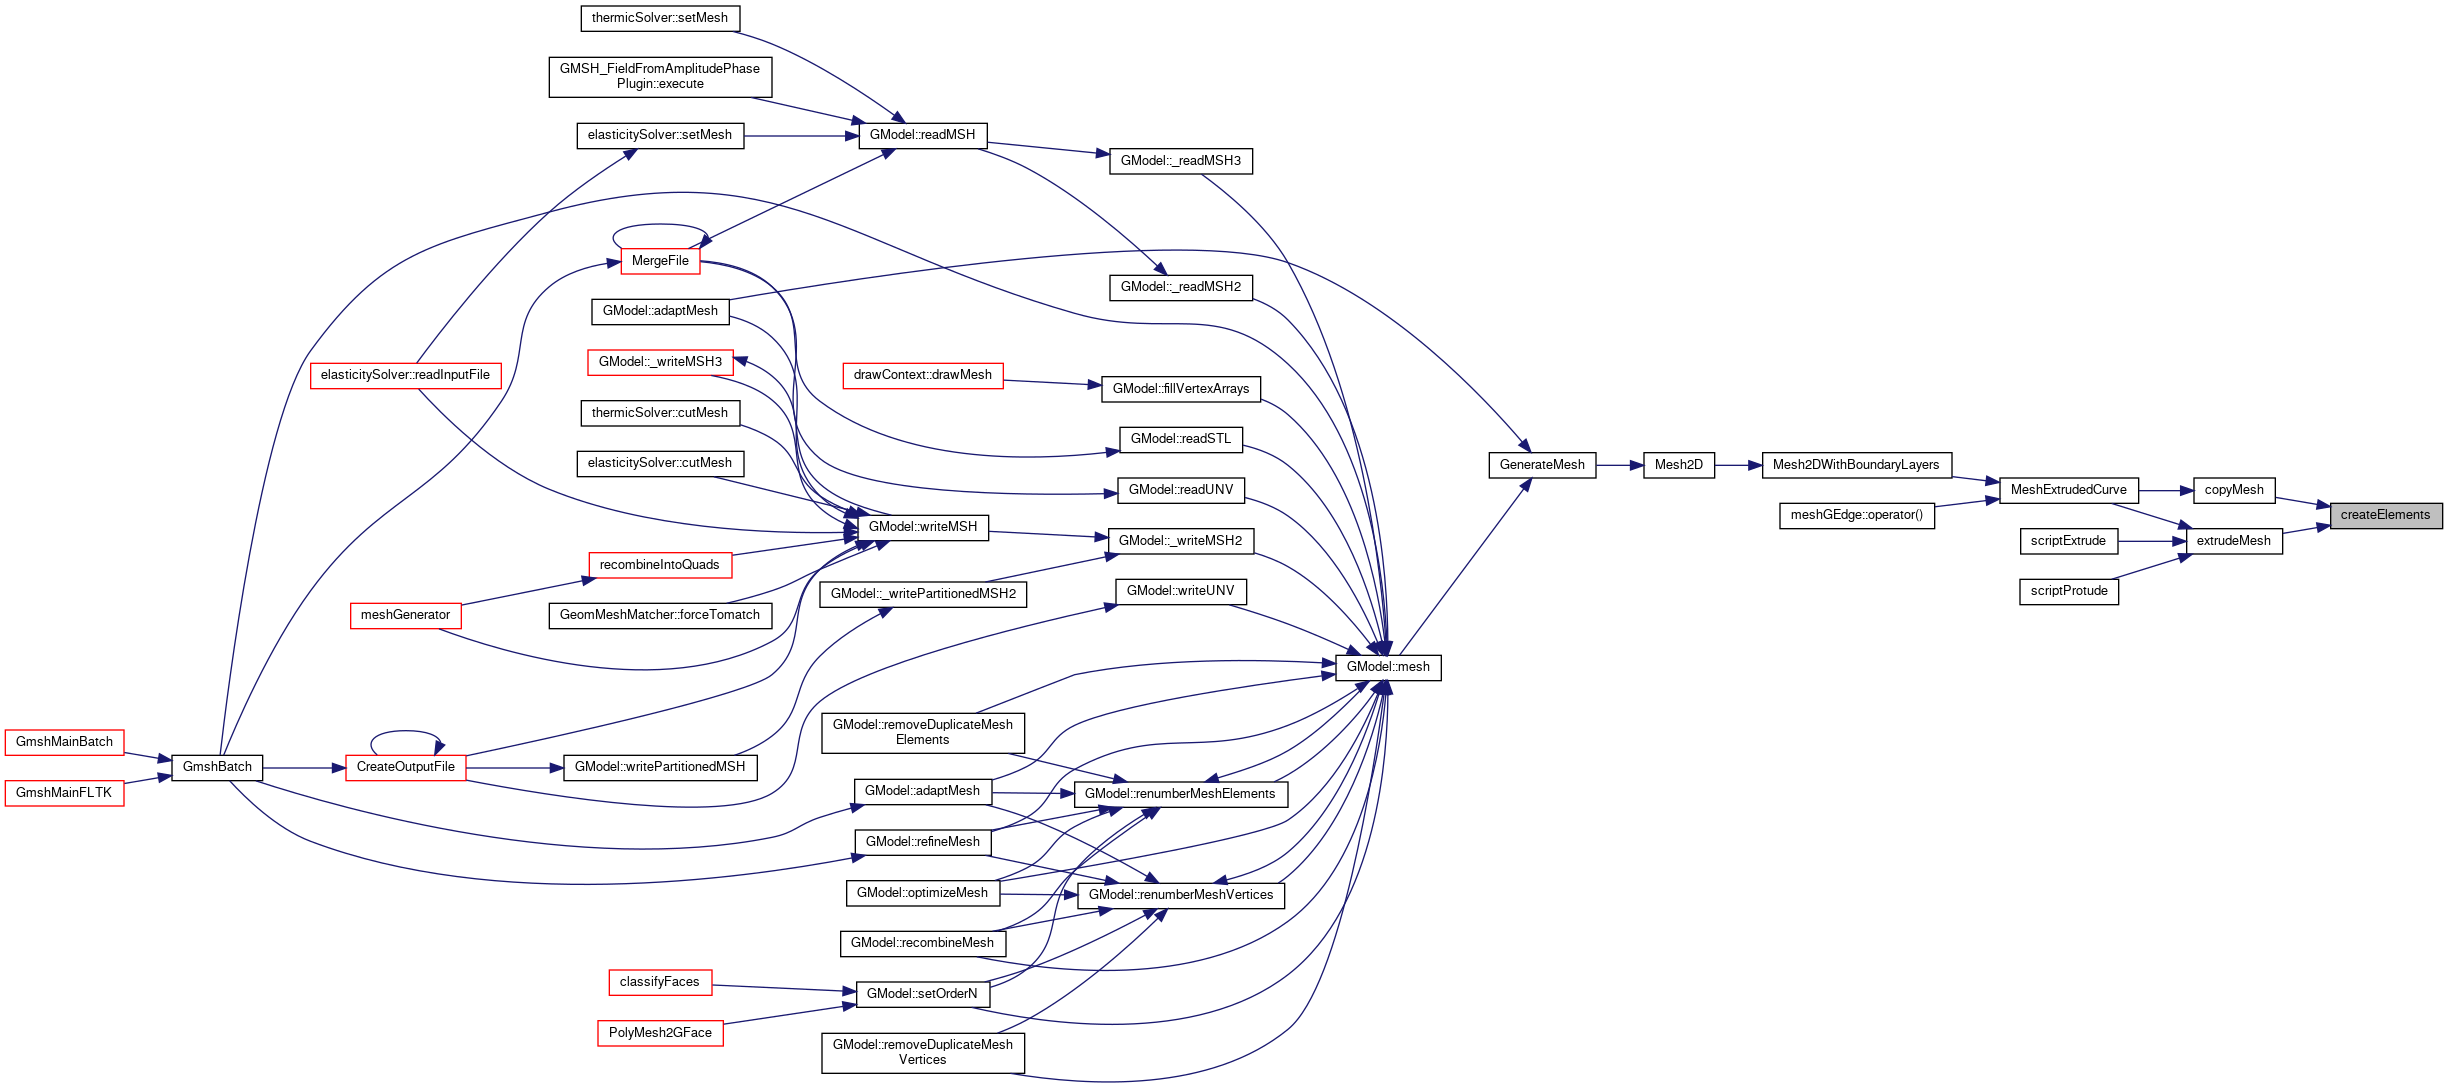 thermicSolver::setMesh
GMSH_FieldFromAmplitudePhase
Plugin::execute
elasticitySolver::setMesh
GModel::readMSH
GModel::_readMSH3
MergeFile
GModel::_readMSH2
GModel::adaptMesh
GModel::_writeMSH3
elasticitySolver::readInputFile
drawContext::drawMesh
GModel::fillVertexArrays
thermicSolver::cutMesh
GModel::readSTL
elasticitySolver::cutMesh
GenerateMesh
Mesh2D
Mesh2DWithBoundaryLayers
GModel::readUNV
MeshExtrudedCurve
copyMesh
meshGEdge::operator()
createElements
GModel::writeMSH
GModel::_writeMSH2
scriptExtrude
extrudeMesh
recombineIntoQuads
GModel::_writePartitionedMSH2
GModel::writeUNV
scriptProtude
meshGenerator
GeomMeshMatcher::forceTomatch
GModel::mesh
GModel::removeDuplicateMesh
Elements
GmshMainBatch
GmshBatch
CreateOutputFile
GModel::writePartitionedMSH
GmshMainFLTK
GModel::adaptMesh
GModel::renumberMeshElements
GModel::refineMesh
GModel::optimizeMesh
GModel::renumberMeshVertices
GModel::recombineMesh
classifyFaces
GModel::setOrderN
PolyMesh2GFace
GModel::removeDuplicateMesh
Vertices